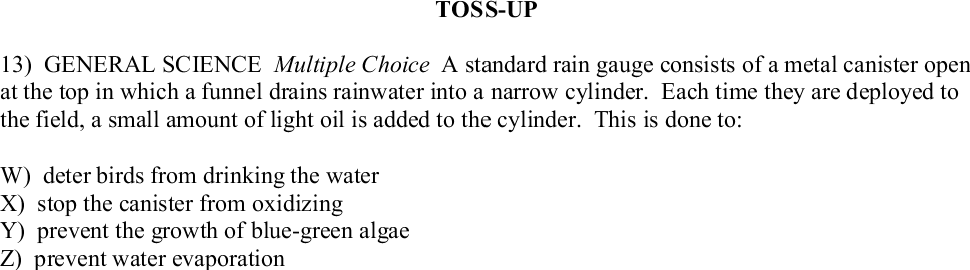 TOSS-UP
13) GENERAL SCIENCE Multiple Choice A standard rain gauge consists of a metal canister open
at the top in which a funnel drains rainwater into a narrow cylinder. Each time they are deployed to
the field, a small amount of light oil is added to the cylinder. This is done to:
W) deter birds from drinking the water
X) stop the canister from oxidizing
Y) prevent the growth of blue-green algae
Z) prevent water evaporation